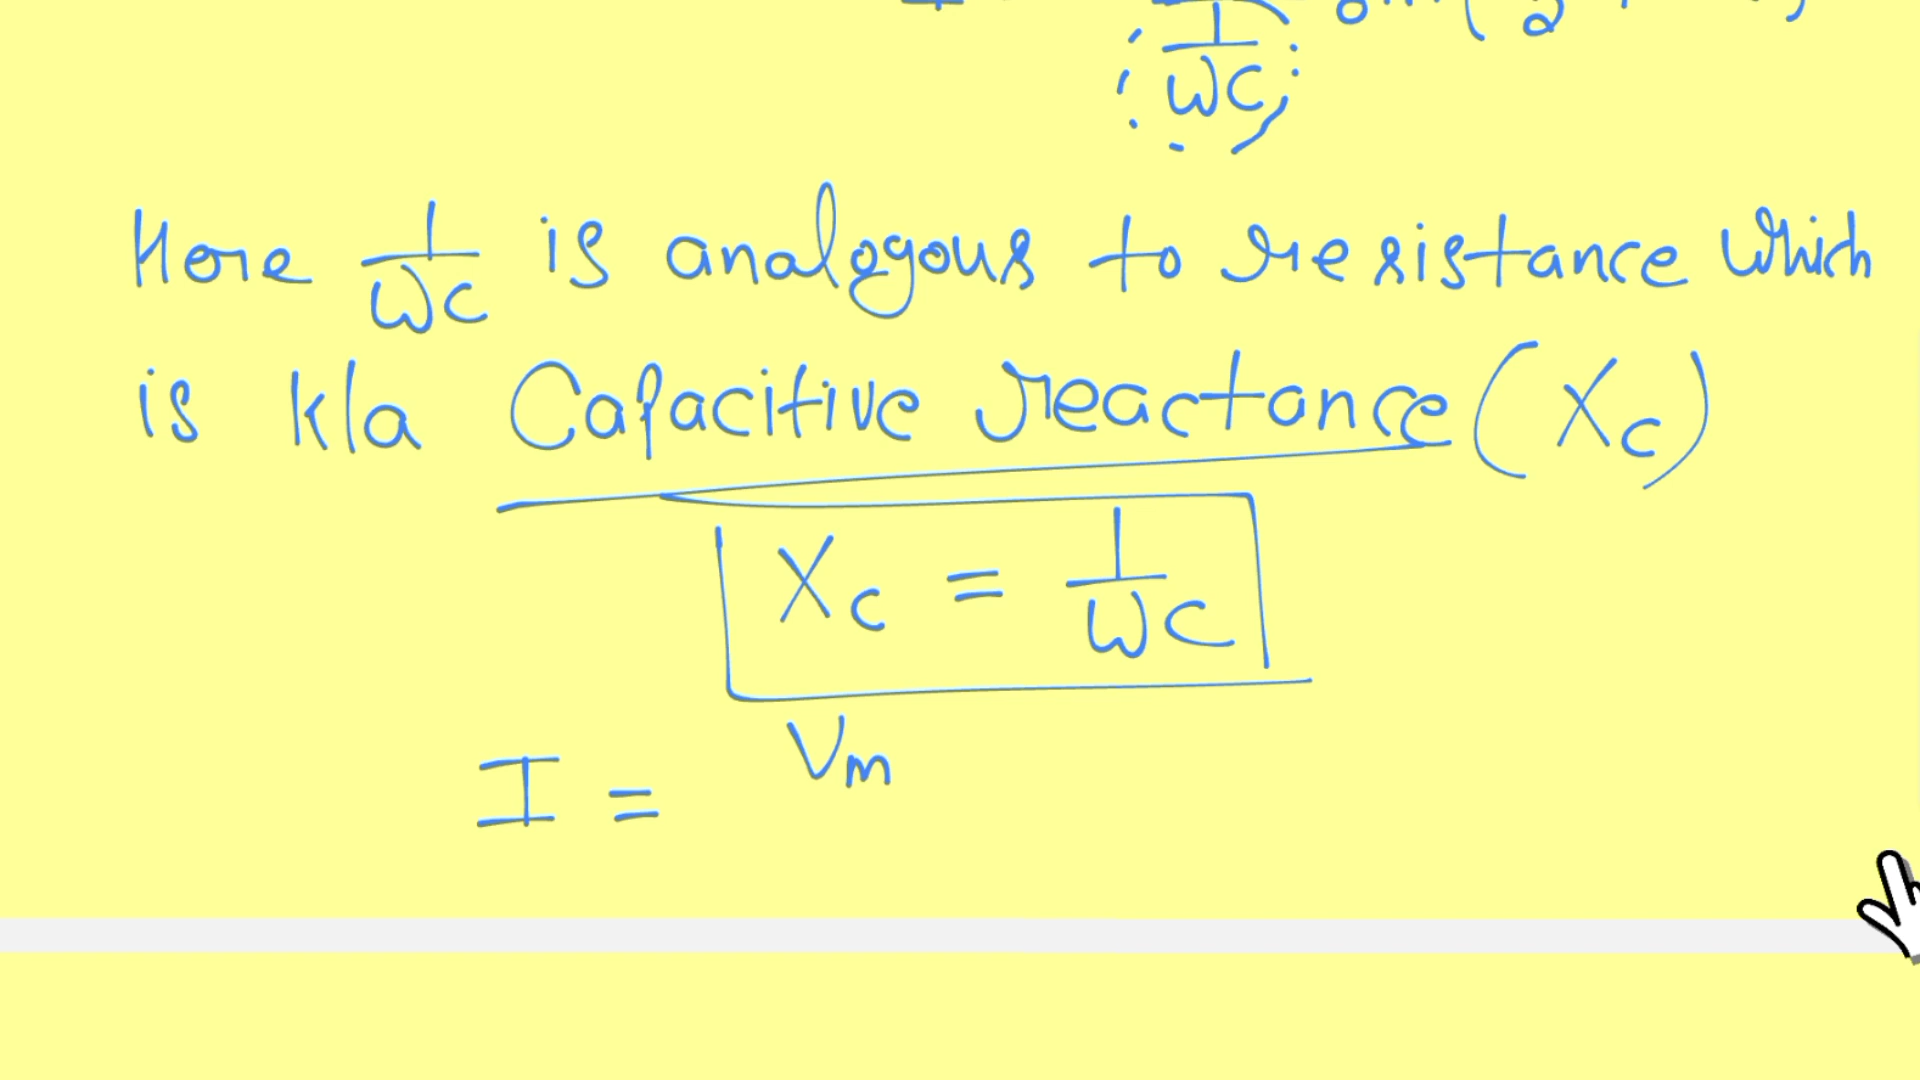 1/ωC
Here 1/ωC is analogous to resistance which
is k/a Capacitive reactance (Xc)
Xc = 1/ωC
I = Vm